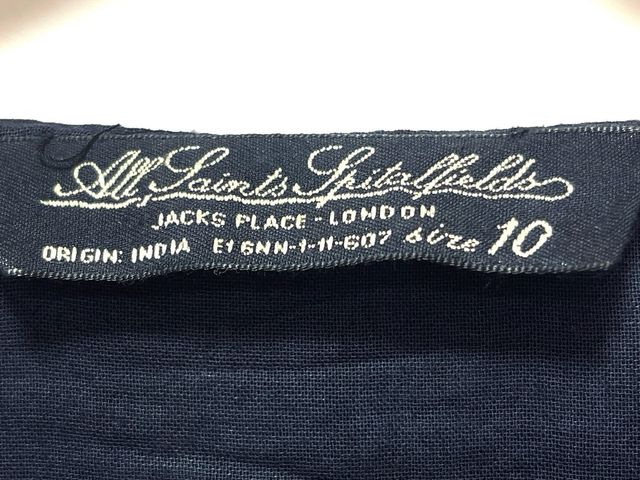 All Saints Spitalfields
JACKS PLACE - LONDON
ORIGIN: INDIA E1 6NN-1-11-607 size 10